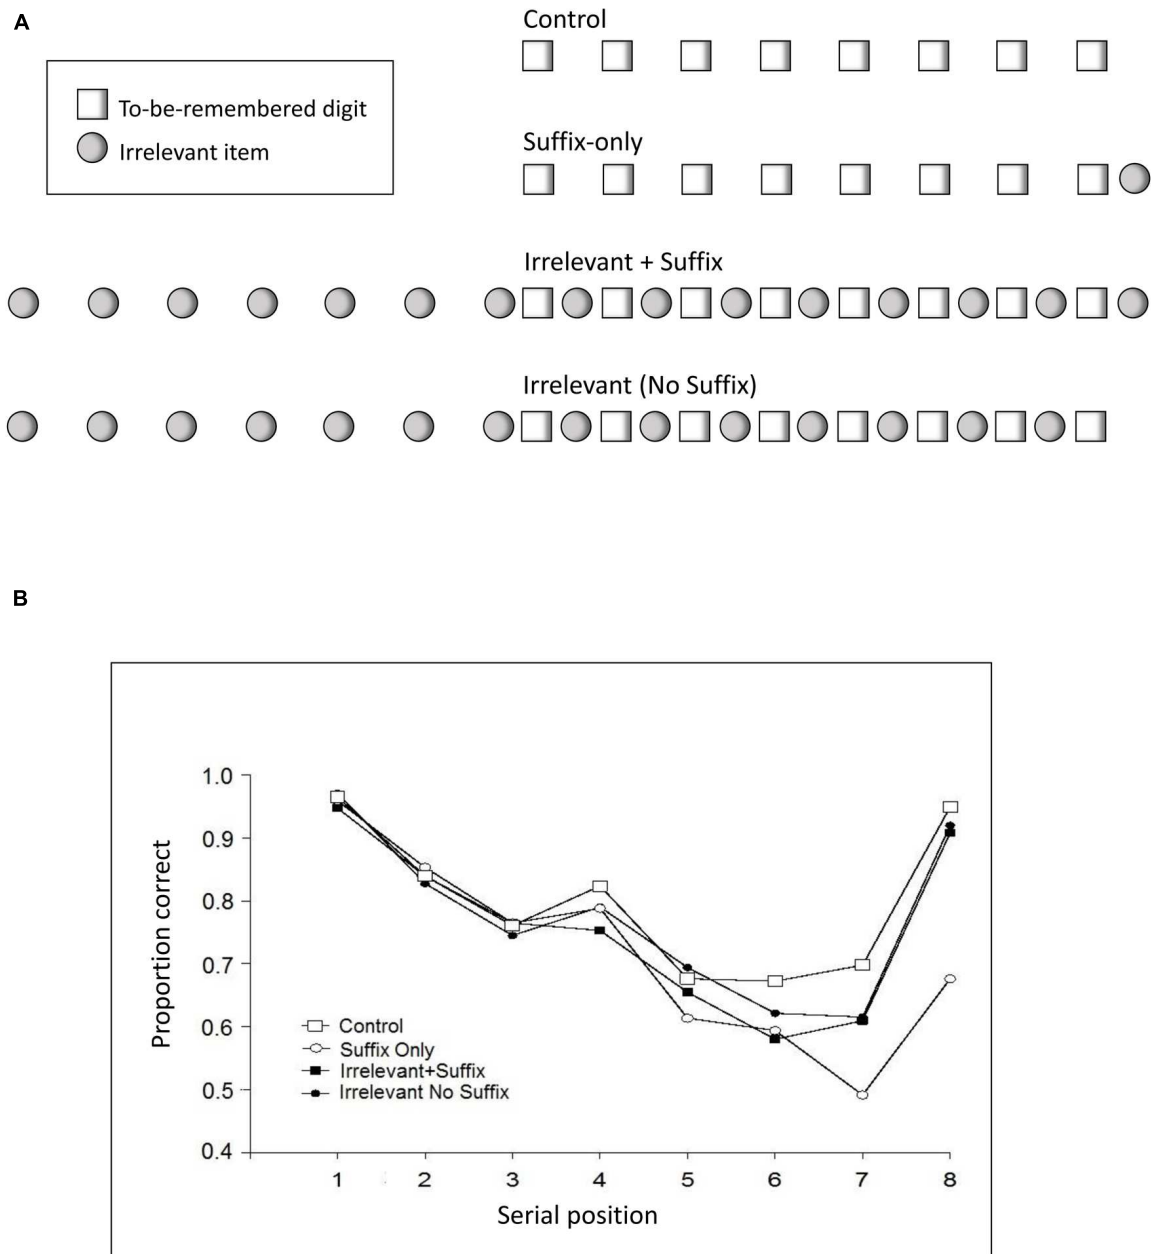 A
Control
To-be-remembered digit
Irrelevant item
Suffix-only
Irrelevant + Suffix
Irrelevant (No Suffix)
B
1.0
0.9
0.8
0.7
0.6
0.5
0.4
Proportion correct
Control
Suffix Only
Irrelevant+Suffix
Irrelevant No Suffix
1 2 3 4 5 6 7 8
Serial position